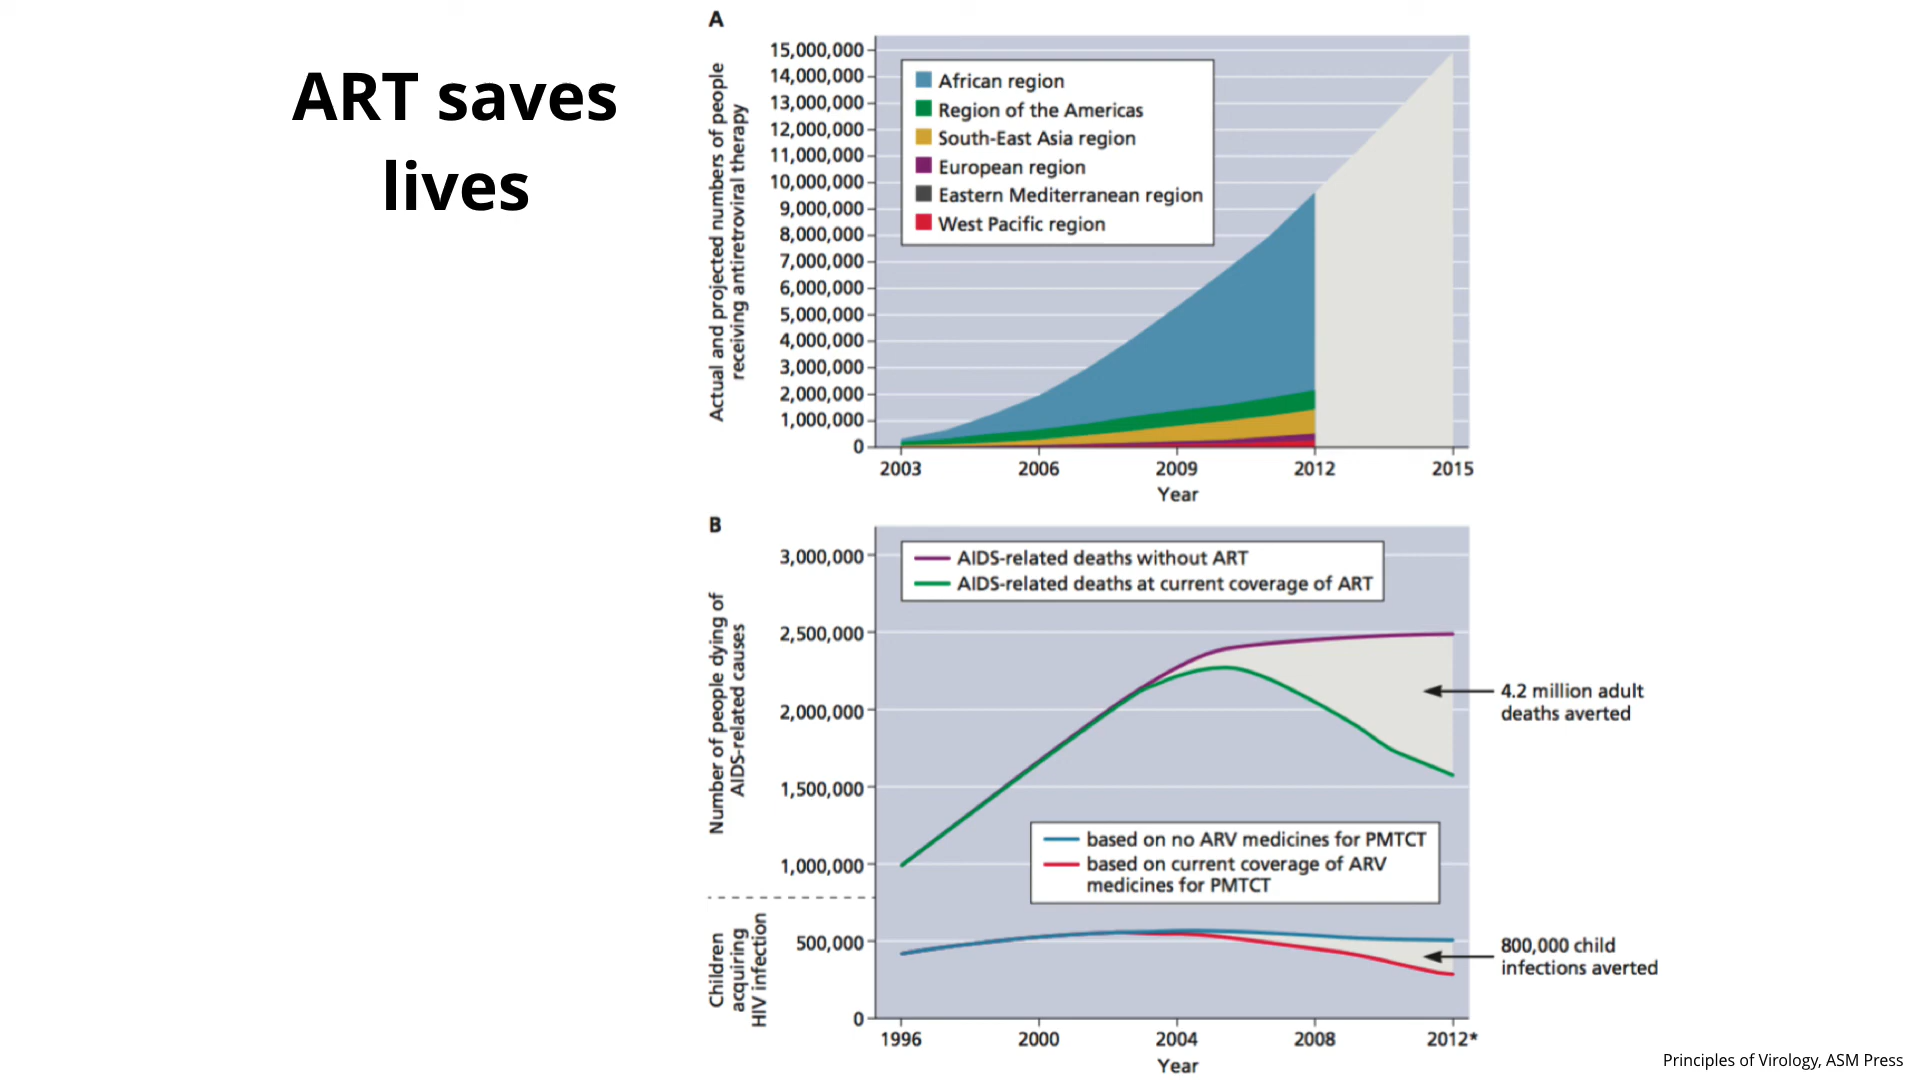 ART saves
lives
A
Actual and projected numbers of people
receiving antiretroviral therapy
15,000,000
14,000,000
13,000,000
12,000,000
11,000,000
10,000,000
9,000,000
8,000,000
7,000,000
6,000,000
5,000,000
4,000,000
3,000,000
2,000,000
1,000,000
0
African region
Region of the Americas
South-East Asia region
European region
Eastern Mediterranean region
West Pacific region
2003
2006
2009
2012
2015
Year
B
Number of people dying of
AIDS-related causes
3,000,000
2,500,000
2,000,000
1,500,000
1,000,000
AIDS-related deaths without ART
AIDS-related deaths at current coverage of ART
4.2 million adult
deaths averted
based on no ARV medicines for PMTCT
based on current coverage of ARV
medicines for PMTCT
Children
acquiring
HIV infection
500,000
0
800,000 child
infections averted
1996
2000
2004
2008
2012*
Year
Principles of Virology, ASM Press